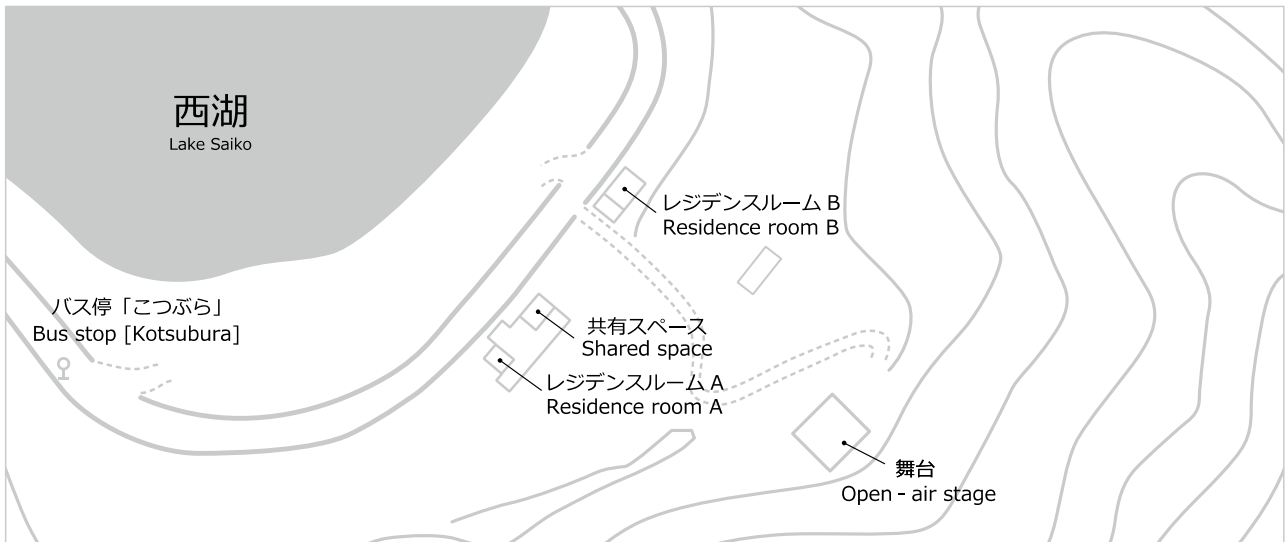 西湖
Lake Saiko
レジデンスルーム B
Residence room B
バス停「こつぶら」
Bus stop [Kotsubura]
共有スペース
Shared space
レジデンスルーム A
Residence room A
舞台
Open - air stage